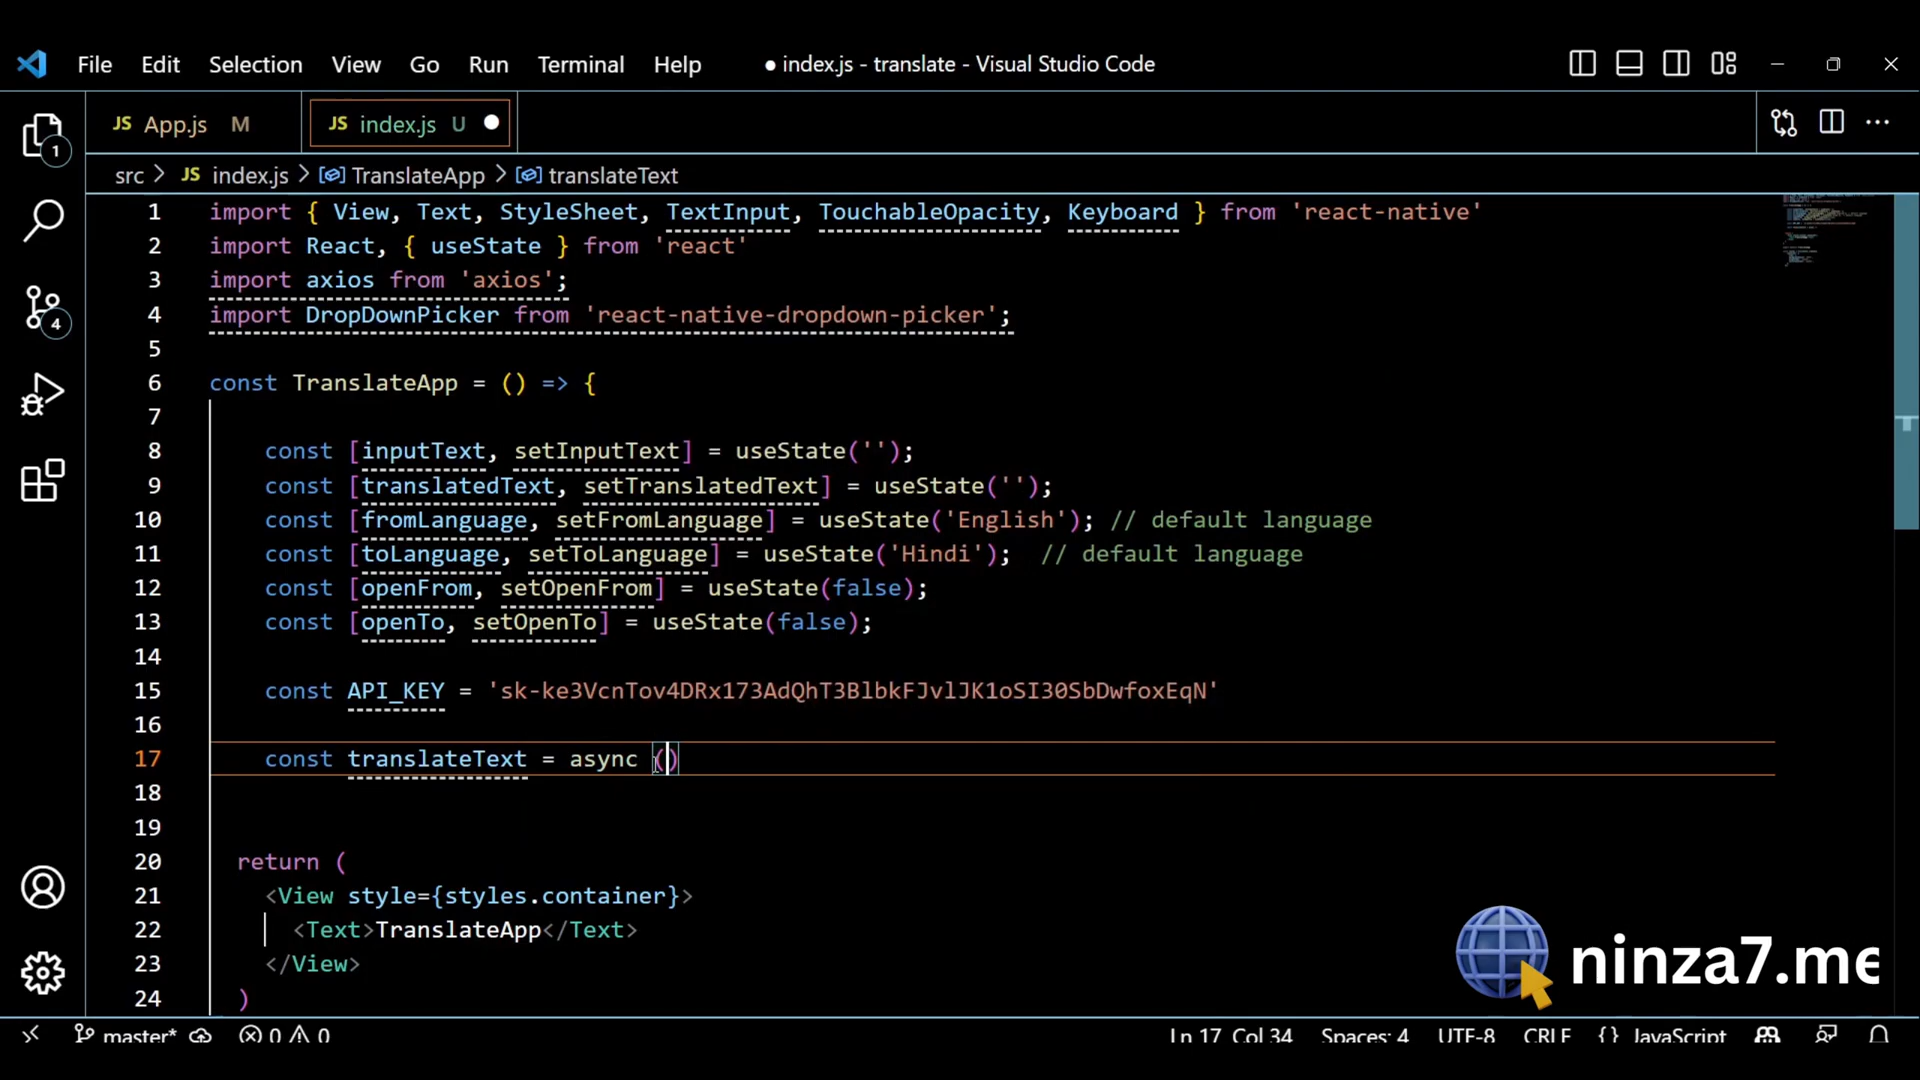 File Edit Selection View Go Run Terminal Help ● index.js - translate - Visual Studio Code
JS App.js M JS index.js U
src > JS index.js > TranslateApp > translateText
1 import { View, Text, StyleSheet, TextInput, TouchableOpacity, Keyboard } from 'react-native'
2 import React, { useState } from 'react'
3 import axios from 'axios';
4 import DropDownPicker from 'react-native-dropdown-picker';
5
6 const TranslateApp = () => {
7
8 const [inputText, setInputText] = useState('');
9 const [translatedText, setTranslatedText] = useState('');
10 const [fromLanguage, setFromLanguage] = useState('English'); // default language
11 const [toLanguage, setToLanguage] = useState('Hindi'); // default language
12 const [openFrom, setOpenFrom] = useState(false);
13 const [openTo, setOpenTo] = useState(false);
14
15 const API_KEY = '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'
16
17 const translateText = async ()
18
19
20 return (
21 <View style={styles.container}>
22 <Text>TranslateApp</Text>
23 </View>
24 )
1
4
ninza7.me
master* 0 0 Ln 17, Col 34 Spaces: 4 UTF-8 CRLF {} JavaScript